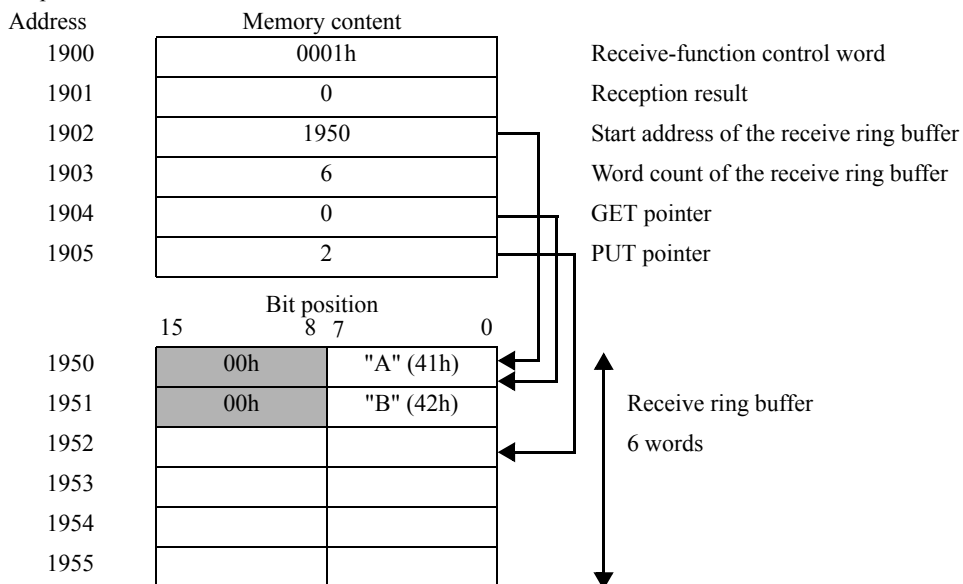 Address Memory content
1900 0001h Receive-function control word
1901 0 Reception result
1902 1950 Start address of the receive ring buffer
1903 6 Word count of the receive ring buffer
1904 0 GET pointer
1905 2 PUT pointer
Bit position
15 8 7 0
1950 00h "A" (41h)
1951 00h "B" (42h) Receive ring buffer
1952 6 words
1953
1954
1955